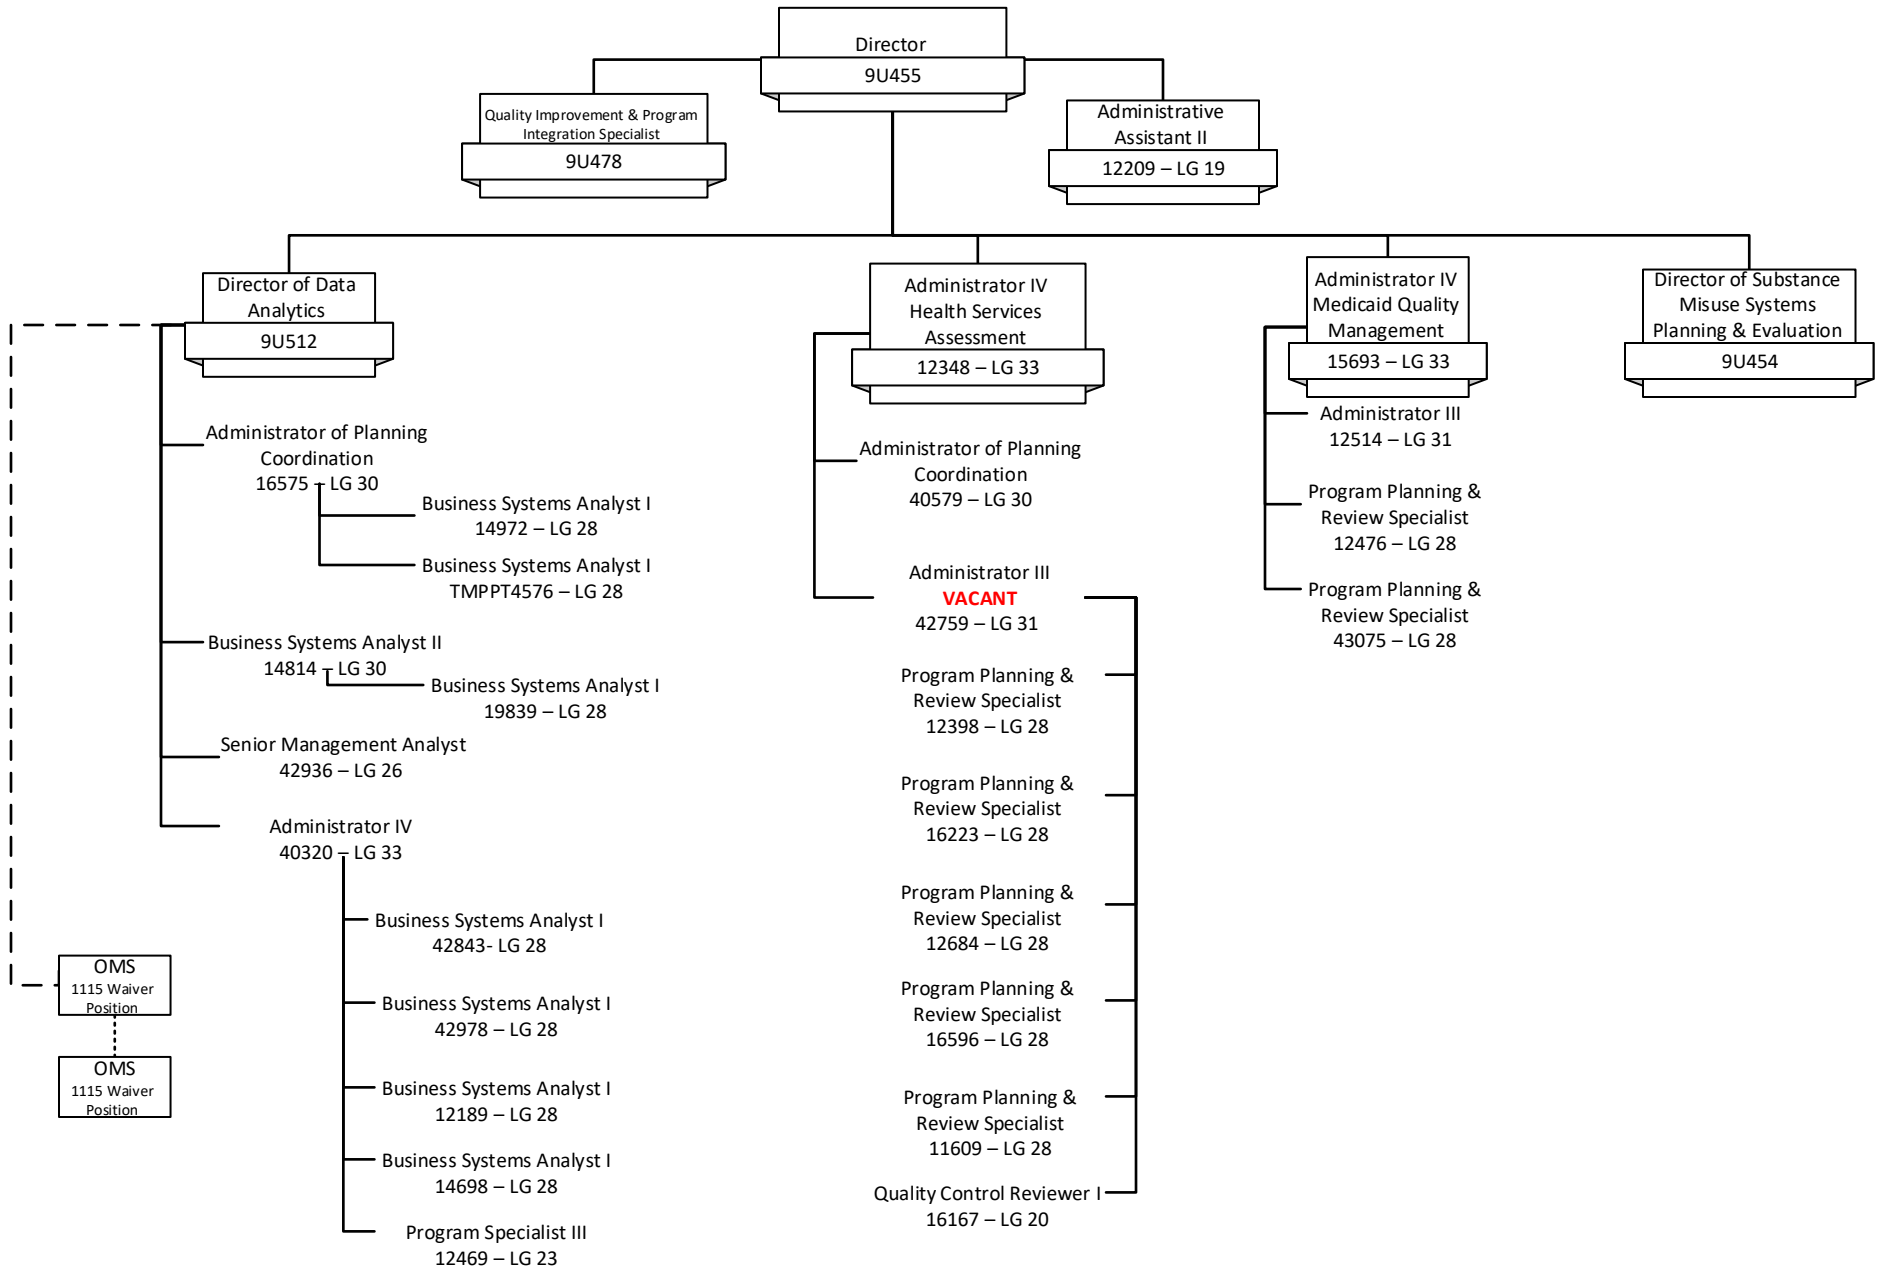 Director
9U455
Quality Improvement & Program
Integration Specialist
9U478
Administrative
Assistant II
12209 – LG 19
Director of Data
Analytics
9U512
Administrator of Planning
Coordination
16575 – LG 30
Business Systems Analyst I
14972 – LG 28
Business Systems Analyst I
TMPPT4576 – LG 28
Business Systems Analyst II
14814 – LG 30
Business Systems Analyst I
19839 – LG 28
Senior Management Analyst
42936 – LG 26
Administrator IV
40320 – LG 33
Business Systems Analyst I
42843- LG 28
Business Systems Analyst I
42978 – LG 28
Business Systems Analyst I
12189 – LG 28
Business Systems Analyst I
14698 – LG 28
Program Specialist III
12469 – LG 23
OMS
1115 Waiver
Position
OMS
1115 Waiver
Position
Administrator IV
Health Services
Assessment
12348 – LG 33
Administrator of Planning
Coordination
40579 – LG 30
Administrator III
VACANT
42759 – LG 31
Program Planning &
Review Specialist
12398 – LG 28
Program Planning &
Review Specialist
16223 – LG 28
Program Planning &
Review Specialist
12684 – LG 28
Program Planning &
Review Specialist
16596 – LG 28
Program Planning &
Review Specialist
11609 – LG 28
Quality Control Reviewer I
16167 – LG 20
Administrator IV
Medicaid Quality
Management
15693 – LG 33
Administrator III
12514 – LG 31
Program Planning &
Review Specialist
12476 – LG 28
Program Planning &
Review Specialist
43075 – LG 28
Director of Substance
Misuse Systems
Planning & Evaluation
9U454